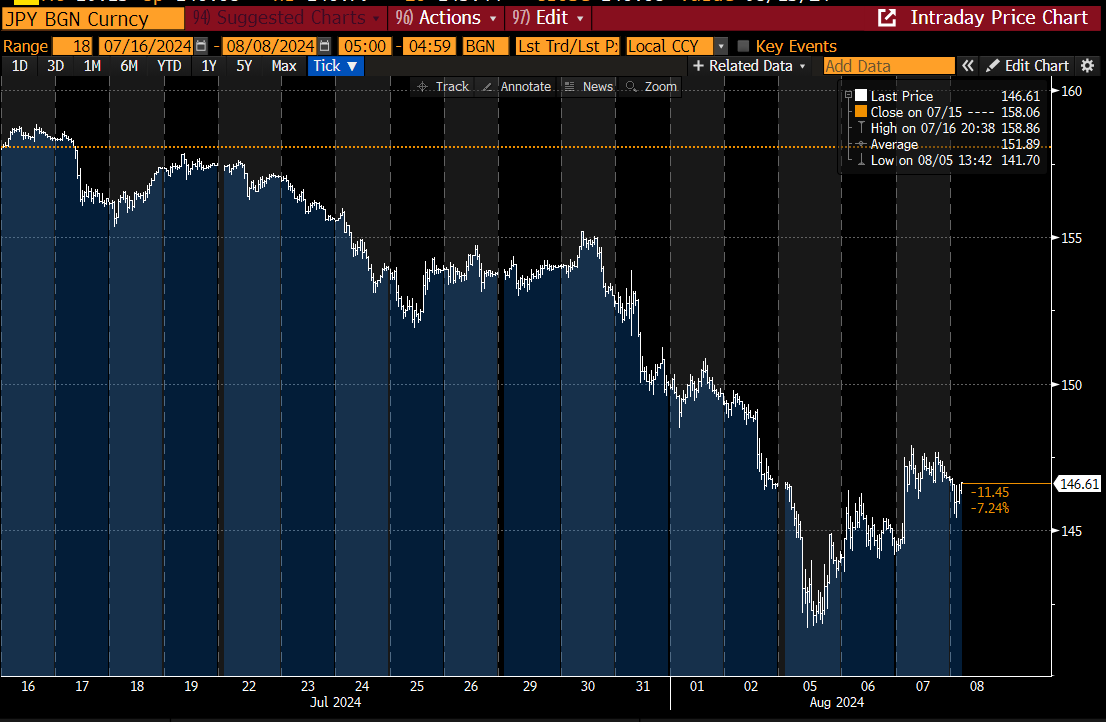 JPY BGN Curncy 94) Suggested Charts 96) Actions 97) Edit Intraday Price Chart
Range 18 07/16/2024 - 08/08/2024 05:00 - 04:59 BGN Lst Trd/Lst P: Local CCY Key Events
1D 3D 1M 6M YTD 1Y 5Y Max Tick ▼ + Related Data Add Data « Edit Chart
Track Annotate News Zoom
Last Price 146.61
Close on 07/15 ---- 158.06
High on 07/16 20:38 158.86
Average 151.89
Low on 08/05 13:42 141.70
160
155
150
146.61
-11.45
-7.24%
145
16 17 18 19 22 23 24 25 26 29 30 31 01 02 05 06 07 08
Jul 2024 Aug 2024